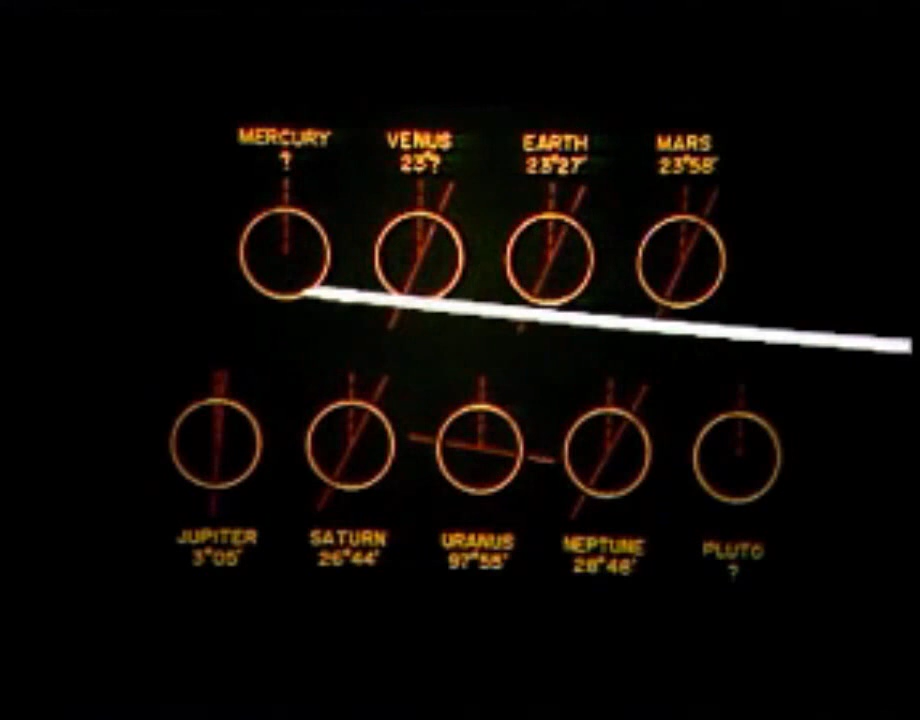 MERCURY
?
VENUS
23°?
EARTH
23°27'
MARS
23°58'
JUPITER
3°05'
SATURN
26°44'
URANUS
97°55'
NEPTUNE
28°48'
PLUTO
?